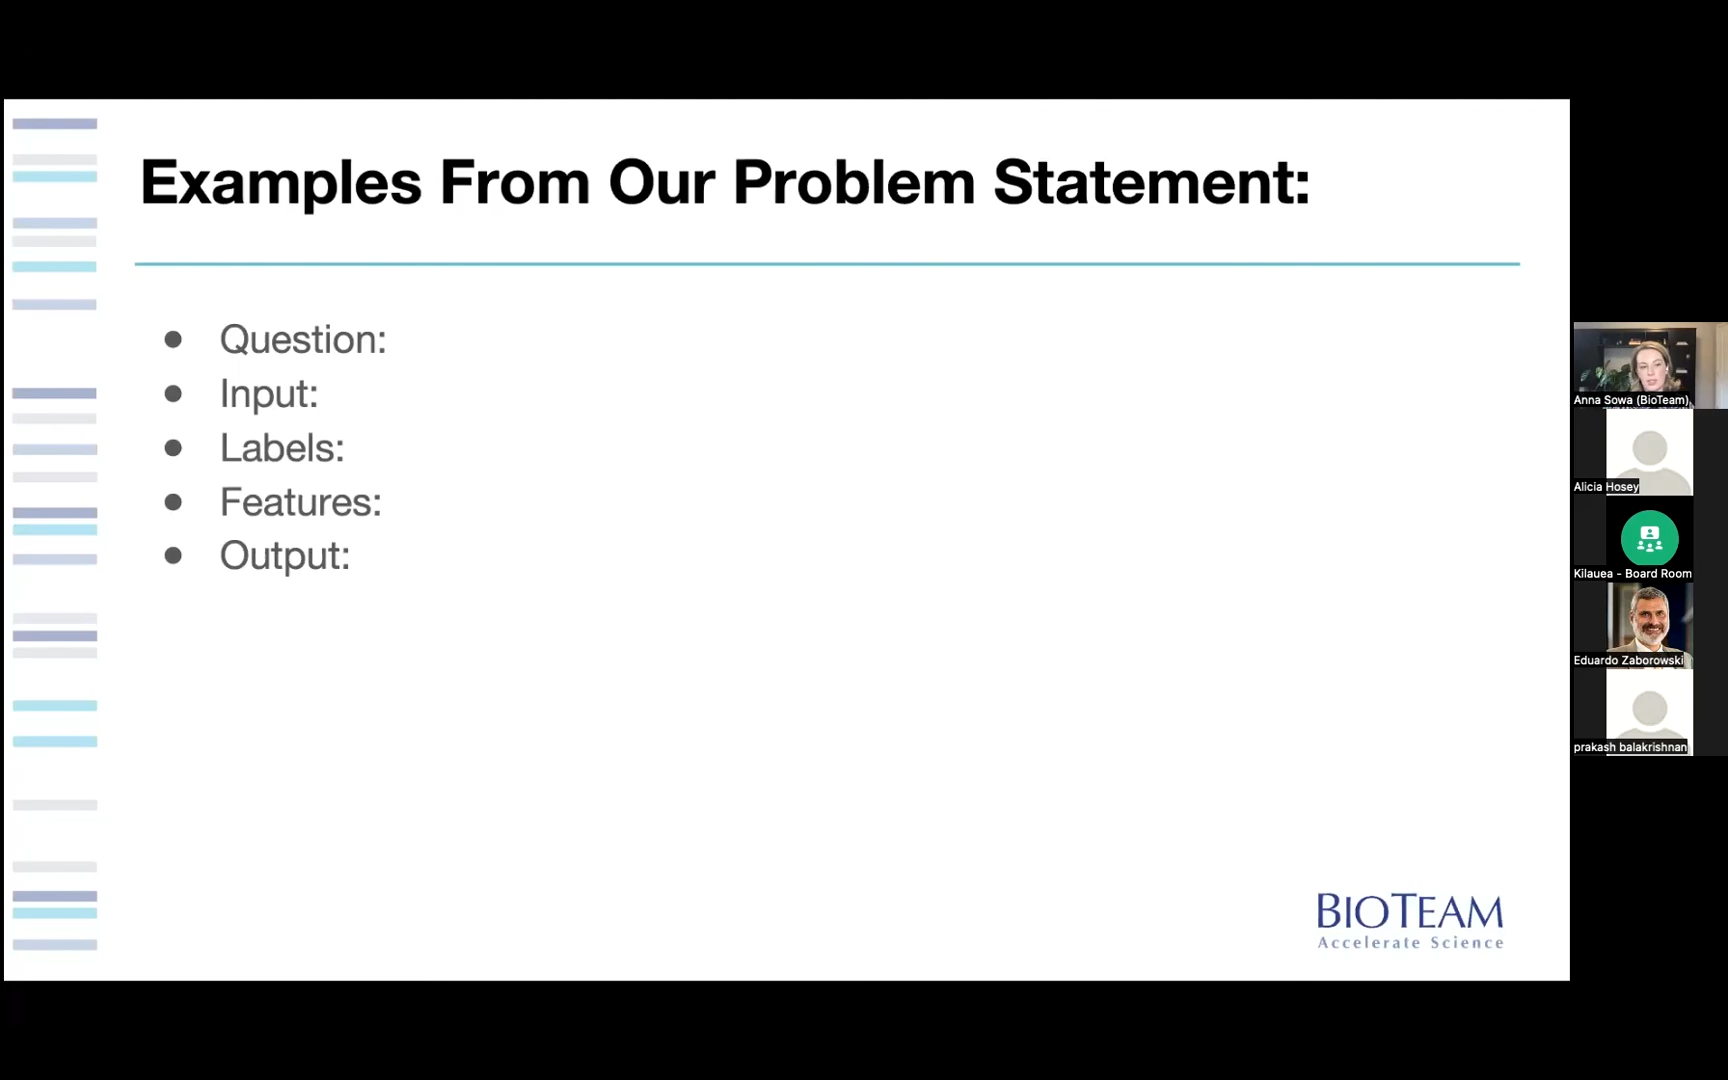 Examples From Our Problem Statement:
● Question:
● Input:
● Labels:
● Features:
● Output:
BIOTEAM
Accelerate Science
Anna Sowa (BioTeam)
Alicia Hosey
Kilauea - Board Room
Eduardo Zaborowski
prakash balakrishnan